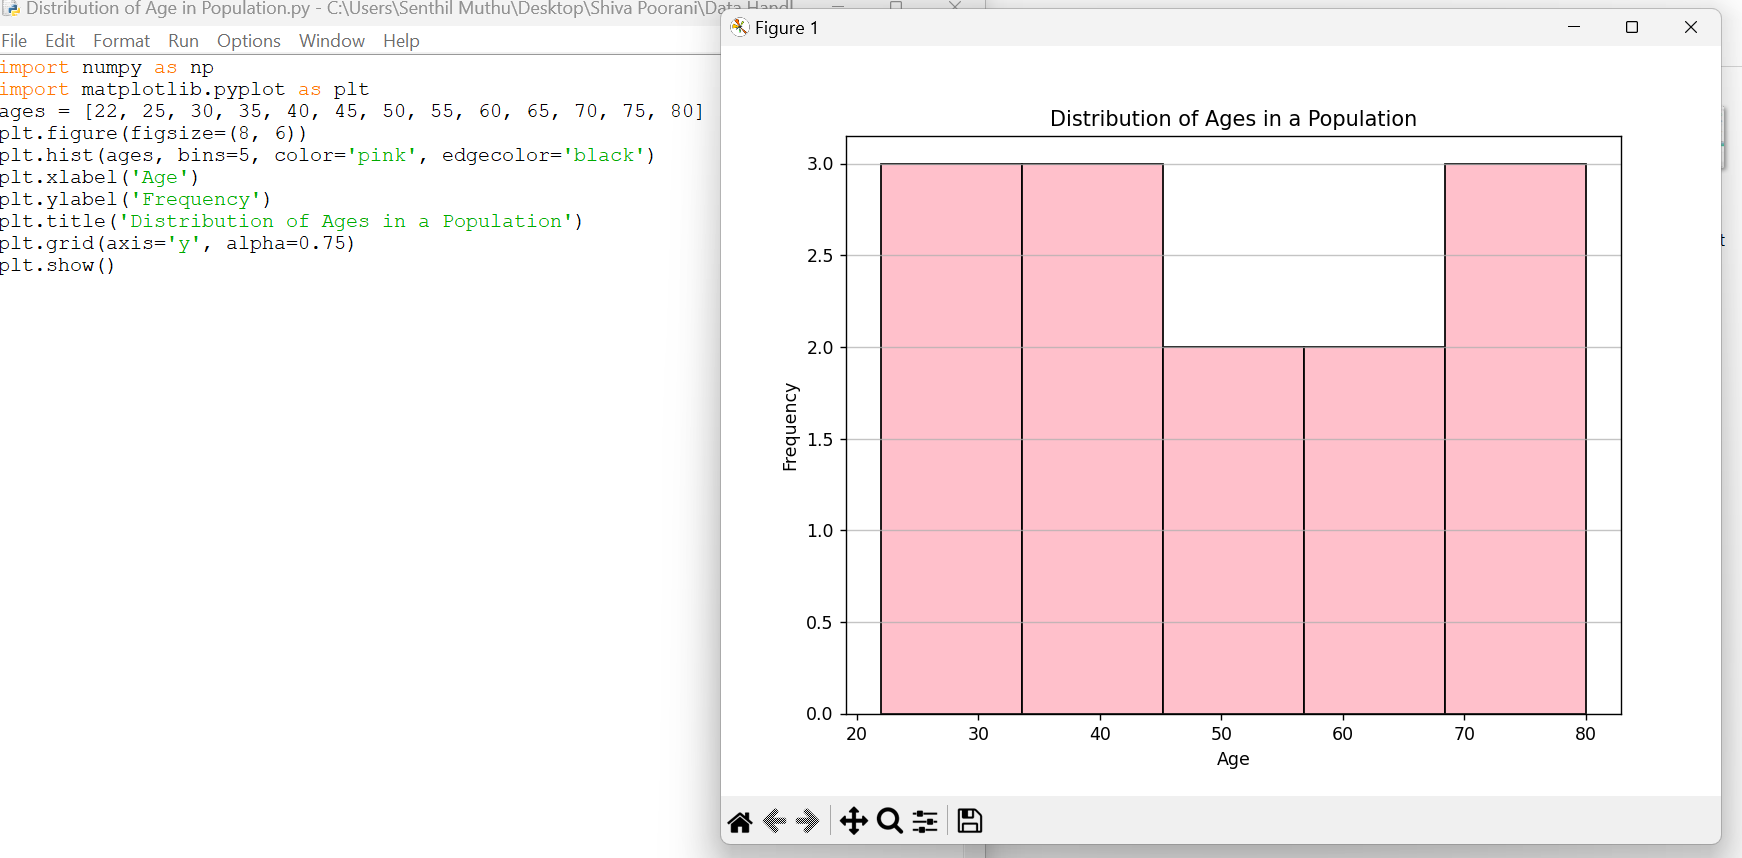 Distribution of Age in Population.py - C:\Users\Senthil Muthu\Desktop\Shiva Poorani\Data Handl
File Edit Format Run Options Window Help
import numpy as np
import matplotlib.pyplot as plt
ages = [22, 25, 30, 35, 40, 45, 50, 55, 60, 65, 70, 75, 80]
plt.figure(figsize=(8, 6))
plt.hist(ages, bins=5, color='pink', edgecolor='black')
plt.xlabel('Age')
plt.ylabel('Frequency')
plt.title('Distribution of Ages in a Population')
plt.grid(axis='y', alpha=0.75)
plt.show()
Figure 1
Distribution of Ages in a Population
3.0
2.5
2.0
1.5
1.0
0.5
0.0
Frequency
20 30 40 50 60 70 80
Age
t